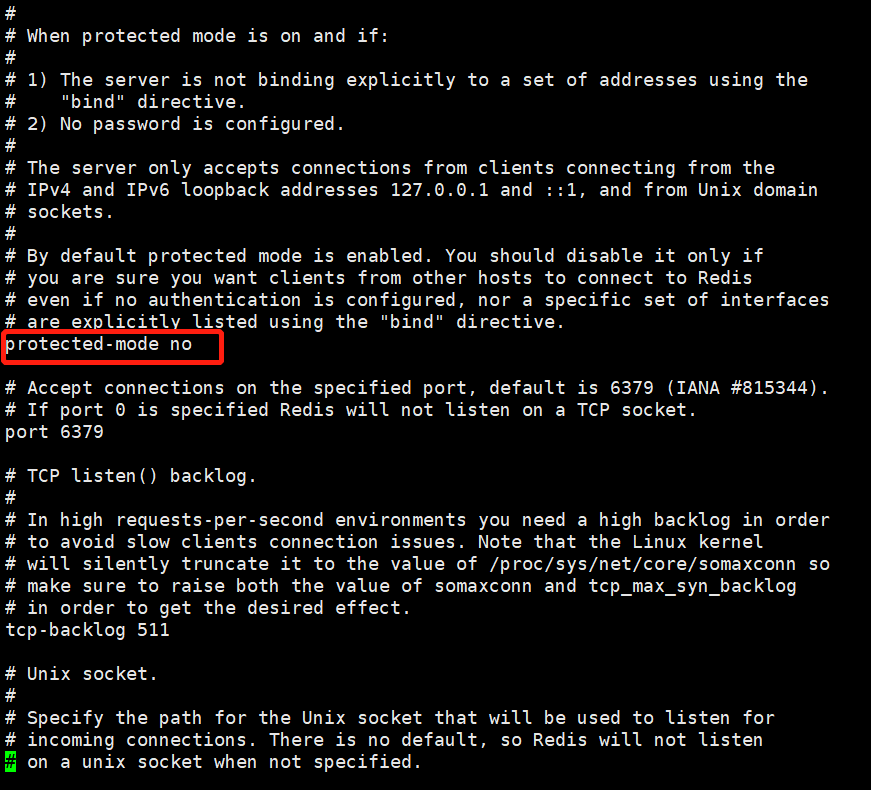 #
# When protected mode is on and if:
#
# 1) The server is not binding explicitly to a set of addresses using the
#    "bind" directive.
# 2) No password is configured.
#
# The server only accepts connections from clients connecting from the
# IPv4 and IPv6 loopback addresses 127.0.0.1 and ::1, and from Unix domain
# sockets.
#
# By default protected mode is enabled. You should disable it only if
# you are sure you want clients from other hosts to connect to Redis
# even if no authentication is configured, nor a specific set of interfaces
# are explicitly listed using the "bind" directive.
protected-mode no

# Accept connections on the specified port, default is 6379 (IANA #815344).
# If port 0 is specified Redis will not listen on a TCP socket.
port 6379

# TCP listen() backlog.
#
# In high requests-per-second environments you need a high backlog in order
# to avoid slow clients connection issues. Note that the Linux kernel
# will silently truncate it to the value of /proc/sys/net/core/somaxconn so
# make sure to raise both the value of somaxconn and tcp_max_syn_backlog
# in order to get the desired effect.
tcp-backlog 511

# Unix socket.
#
# Specify the path for the Unix socket that will be used to listen for
# incoming connections. There is no default, so Redis will not listen
# on a unix socket when not specified.